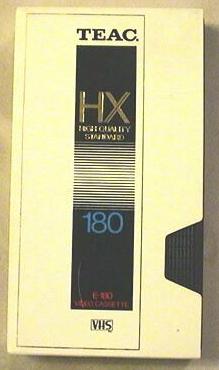 TEAC.
HX
HIGH QUALITY
STANDARD
180
E-180
VIDEO CASSETTE
VHS